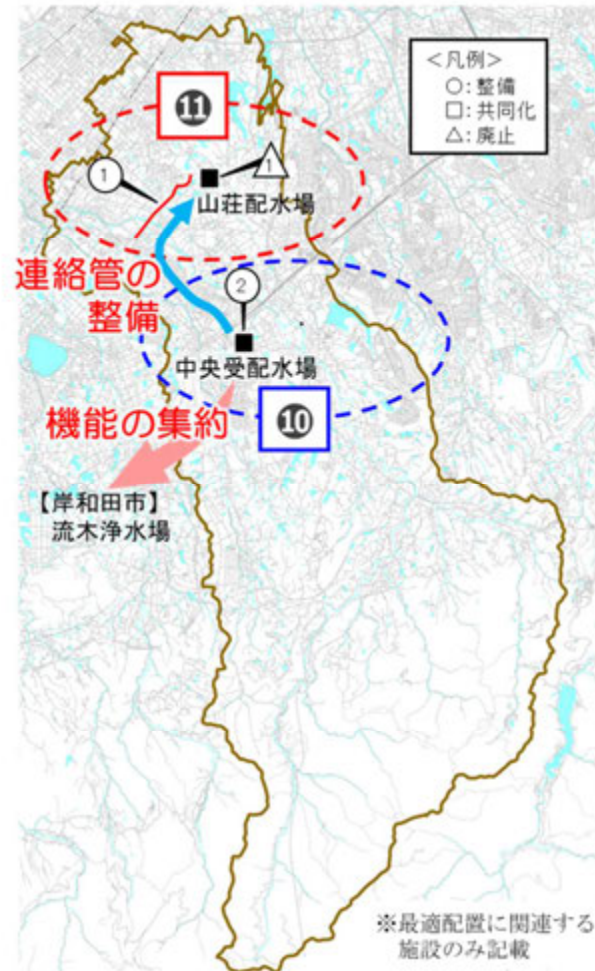 ＜凡例＞
○：整備
□：共同化
△：廃止
⓫
①
1
山荘配水場
連絡管の
整備
②
中央受配水場
機能の集約
❿
【岸和田市】
流木浄水場
※最適配置に関連する
施設のみ記載